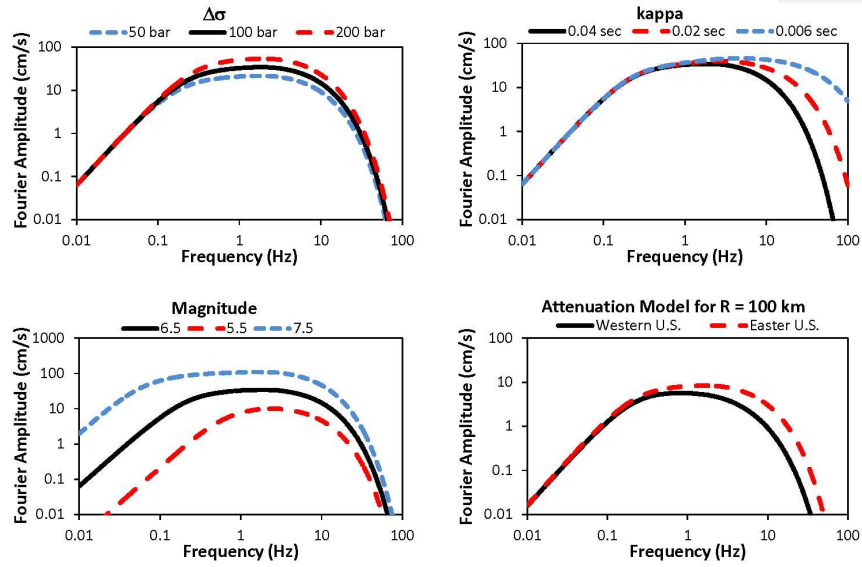 Δσ
50 bar 100 bar 200 bar
Fourier Amplitude (cm/s)
100
10
1
0.1
0.01
0.01 0.1 1 10 100
Frequency (Hz)
kappa
0.04 sec 0.02 sec 0.006 sec
Fourier Amplitude (cm/s)
100
10
1
0.1
0.01
0.01 0.1 1 10 100
Frequency (Hz)
Magnitude
6.5 5.5 7.5
Fourier Amplitude (cm/s)
1000
100
10
1
0.1
0.01
0.01 0.1 1 10 100
Frequency (Hz)
Attenuation Model for R = 100 km
Western U.S. Easter U.S.
Fourier Amplitude (cm/s)
100
10
1
0.1
0.01
0.01 0.1 1 10 100
Frequency (Hz)